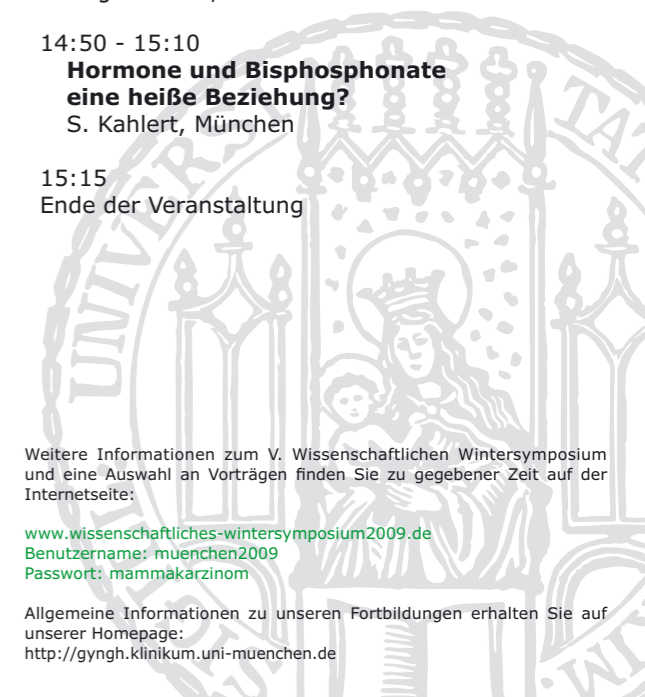 14:50 - 15:10
Hormone und Bisphosphonate
eine heiße Beziehung?
S. Kahlert, München
15:15
Ende der Veranstaltung
Weitere Informationen zum V. Wissenschaftlichen Wintersymposium
und eine Auswahl an Vorträgen finden Sie zu gegebener Zeit auf der
Internetseite:
www.wissenschaftliches-wintersymposium2009.de
Benutzername: muenchen2009
Passwort: mammakarzinom
Allgemeine Informationen zu unseren Fortbildungen erhalten Sie auf
unserer Homepage:
http://gyngh.klinikum.uni-muenchen.de